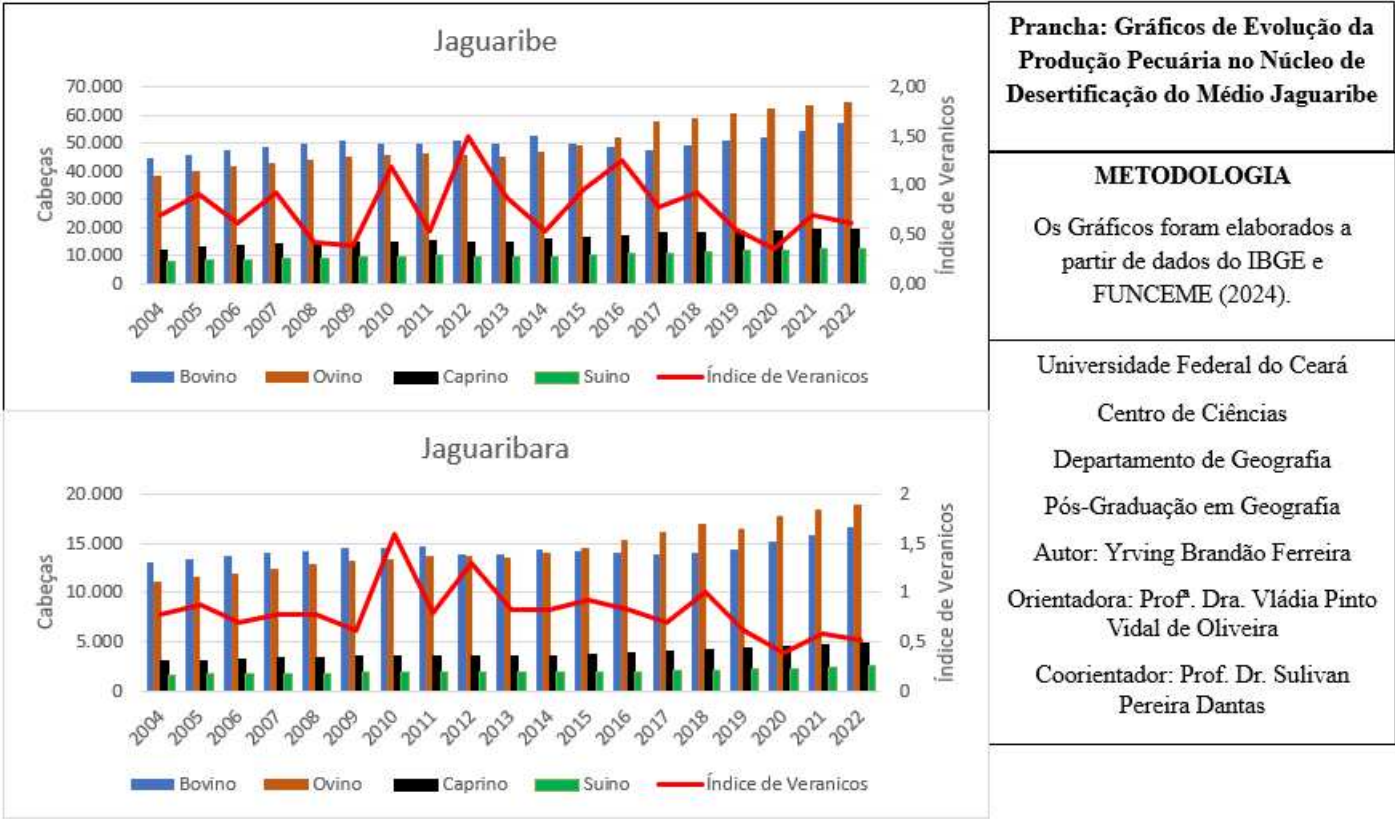 Jaguaribe
Cabeças
70.000
60.000
50.000
40.000
30.000
20.000
10.000
0
2,00
1,50
1,00
0,50
0,00
Índice de Veranicos
2004 2005 2006 2007 2008 2009 2010 2011 2012 2013 2014 2015 2016 2017 2018 2019 2020 2021 2022
Bovino Ovino Caprino Suino Índice de Veranicos
Jaguaribara
Cabeças
20.000
15.000
10.000
5.000
0
2
1,5
1
0,5
0
Índice de Veranicos
2004 2005 2006 2007 2008 2009 2010 2011 2012 2013 2014 2015 2016 2017 2018 2019 2020 2021 2022
Bovino Ovino Caprino Suino Índice de Veranicos
Prancha: Gráficos de Evolução da
Produção Pecuária no Núcleo de
Desertificação do Médio Jaguaribe
METODOLOGIA
Os Gráficos foram elaborados a
partir de dados do IBGE e
FUNCEME (2024).
Universidade Federal do Ceará
Centro de Ciências
Departamento de Geografia
Pós-Graduação em Geografia
Autor: Yrving Brandão Ferreira
Orientadora: Profª. Dra. Vládia Pinto
Vidal de Oliveira
Coorientador: Prof. Dr. Sulivan
Pereira Dantas